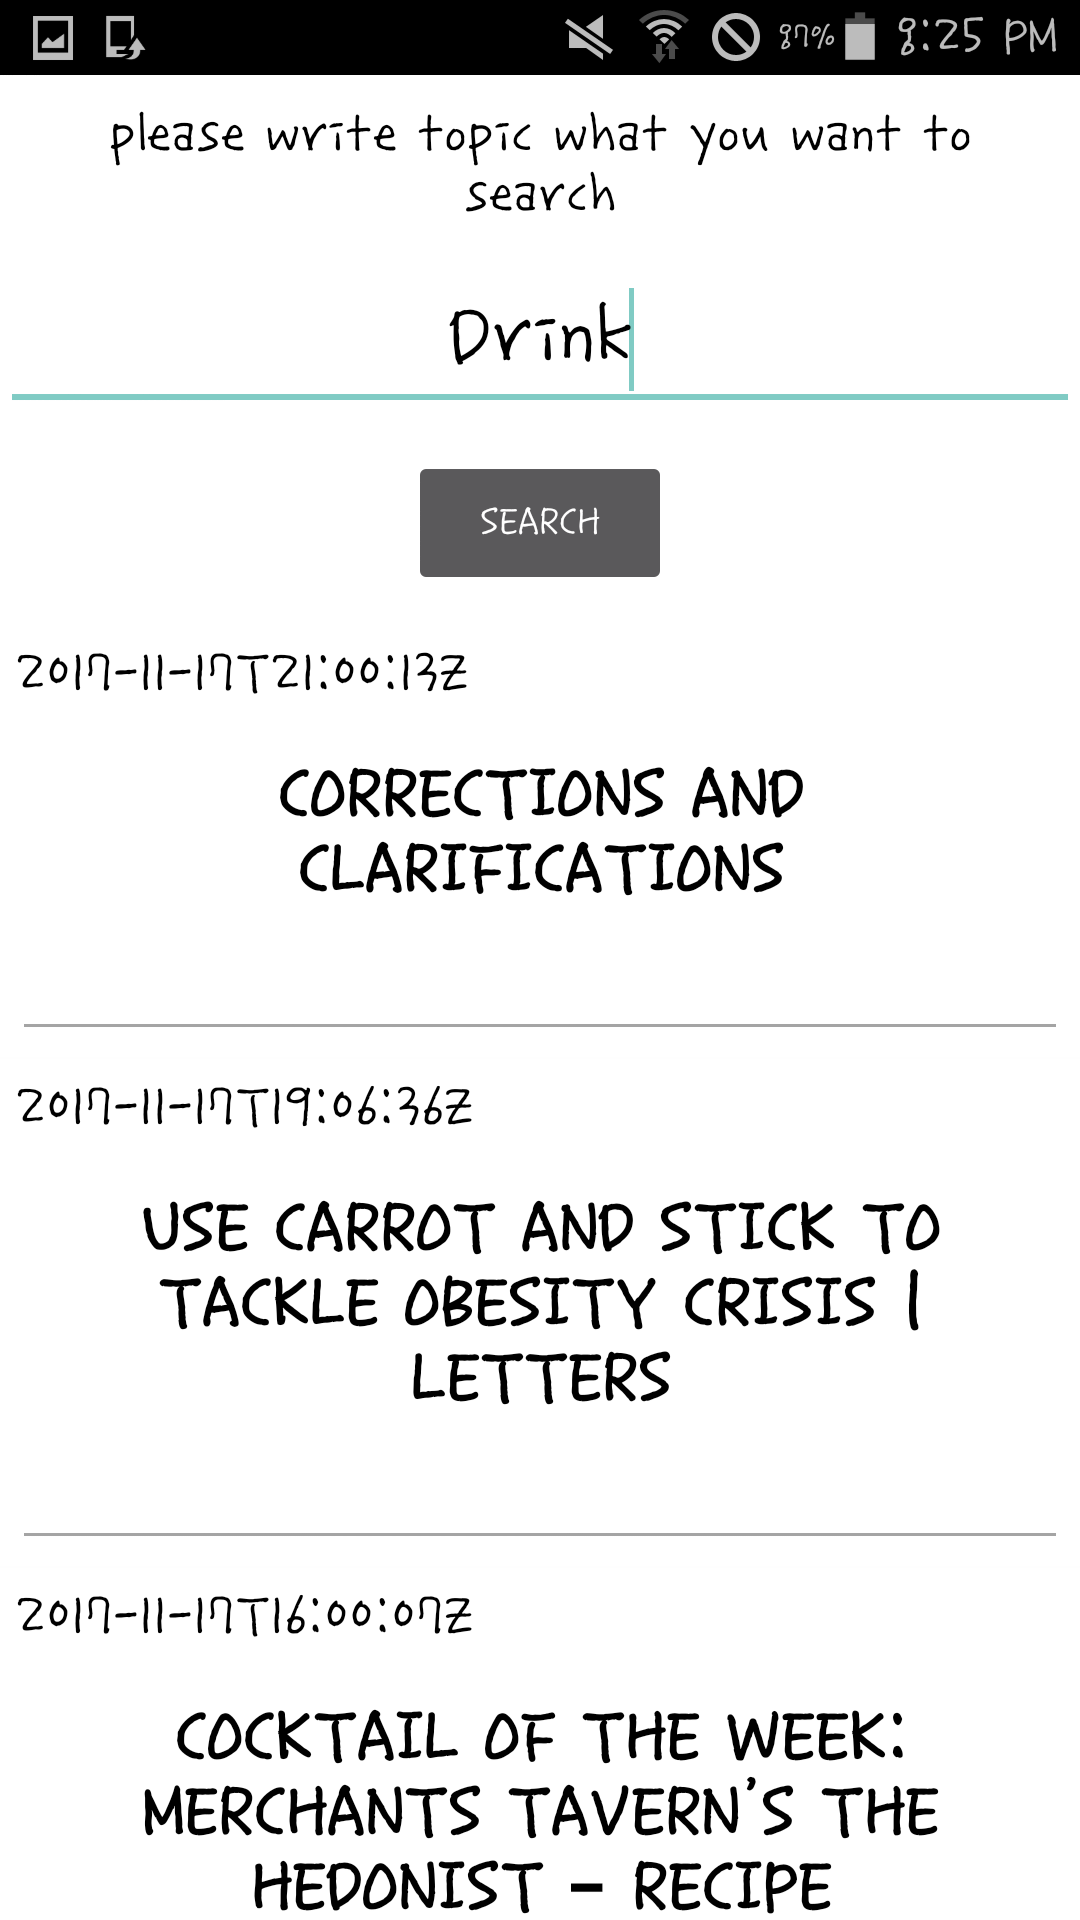 87% 8:25 PM
please write topic what you want to
search
Drink
SEARCH
2017-11-17T21:00:13Z
CORRECTIONS AND
CLARIFICATIONS
2017-11-17T19:06:36Z
USE CARROT AND STICK TO
TACKLE OBESITY CRISIS |
LETTERS
2017-11-17T16:00:07Z
COCKTAIL OF THE WEEK:
MERCHANTS TAVERN'S THE
HEDONIST – RECIPE